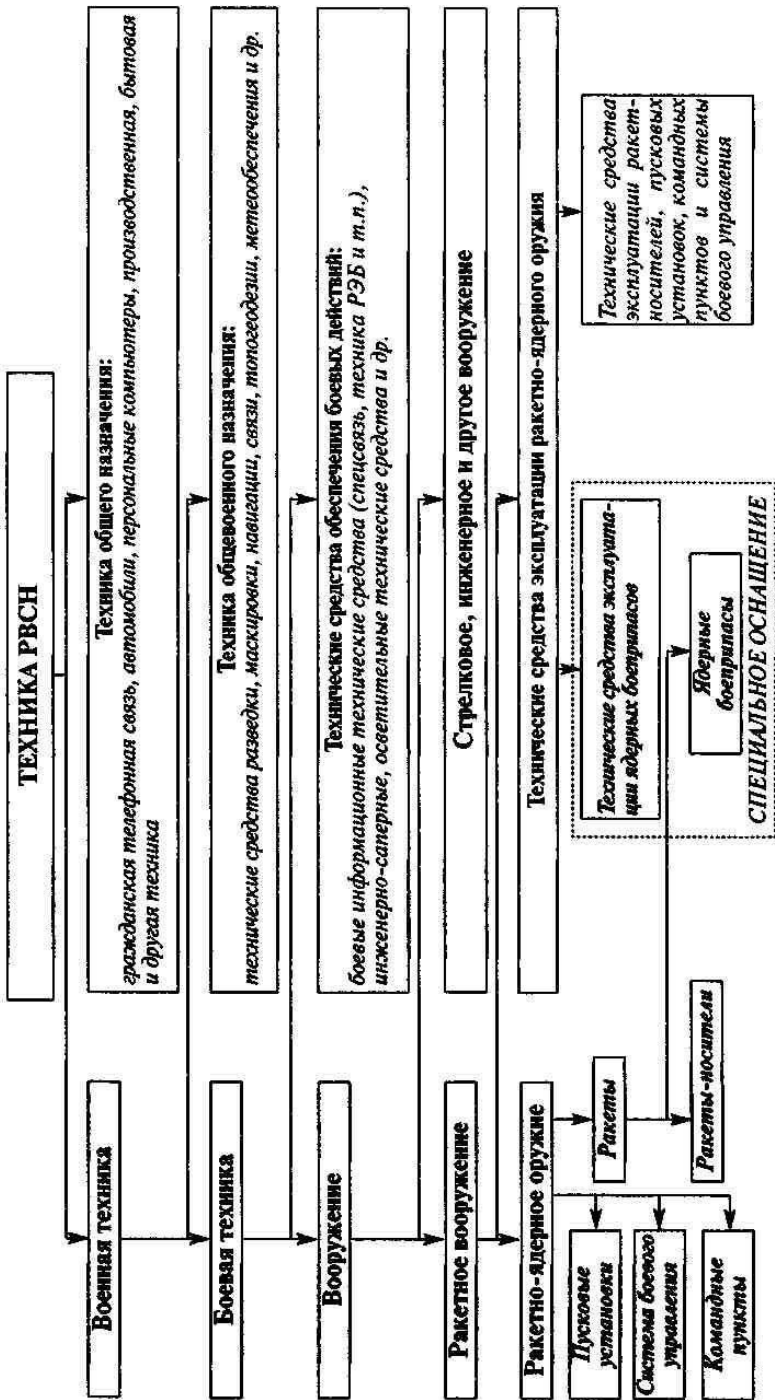 ТЕХНИКА РВСН
Военная техника
Техника общего назначения:
гражданская телефонная связь, автомобили, персональные компьютеры, производственная, бытовая
и другая техника
Боевая техника
Техника общевоенного назначения:
технические средства разведки, маскировки, навигации, связи, топогеодезии, метеообеспечения и др.
Вооружение
Технические средства обеспечения боевых действий:
боевые информационные технические средства (спецсвязь, техника РЭБ и т.п.),
инженерно-саперные, осветительные технические средства и др.
Ракетное вооружение
Стрелковое, инженерное и другое вооружение
Ракетно-ядерное оружие
Технические средства эксплуатации ракетно-ядерного оружия
Пусковые
установки
Система боевого
управления
Командные
пункты
Ракеты
Ракеты-носители
Технические средства эксплуата-
ции ядерных боеприпасов
Ядерные
боеприпасы
СПЕЦИАЛЬНОЕ ОСНАЩЕНИЕ
Технические средства
эксплуатации ракет-
носителей, пусковых
установок, командных
пунктов и системы
боевого управления